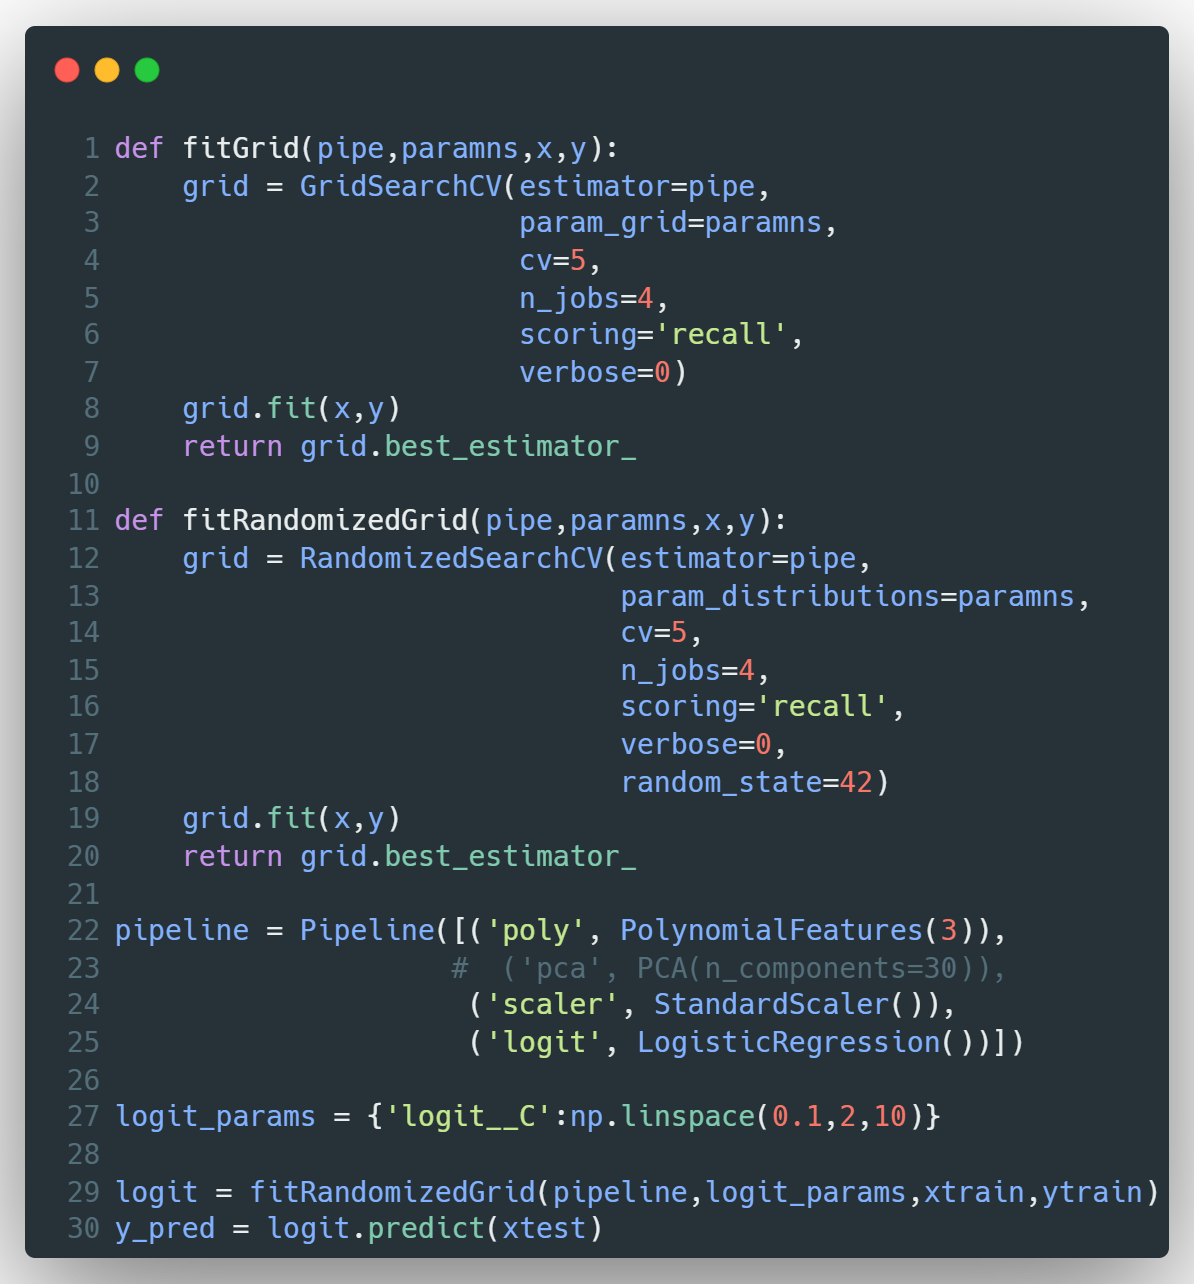 1 def fitGrid(pipe,paramns,x,y):
2     grid = GridSearchCV(estimator=pipe,
3                         param_grid=paramns,
4                         cv=5,
5                         n_jobs=4,
6                         scoring='recall',
7                         verbose=0)
8     grid.fit(x,y)
9     return grid.best_estimator_
10
11 def fitRandomizedGrid(pipe,paramns,x,y):
12     grid = RandomizedSearchCV(estimator=pipe,
13                               param_distributions=paramns,
14                               cv=5,
15                               n_jobs=4,
16                               scoring='recall',
17                               verbose=0,
18                               random_state=42)
19     grid.fit(x,y)
20     return grid.best_estimator_
21
22 pipeline = Pipeline([('poly', PolynomialFeatures(3)),
23                     #  ('pca', PCA(n_components=30)),
24                      ('scaler', StandardScaler()),
25                      ('logit', LogisticRegression())])
26
27 logit_params = {'logit__C':np.linspace(0.1,2,10)}
28
29 logit = fitRandomizedGrid(pipeline,logit_params,xtrain,ytrain)
30 y_pred = logit.predict(xtest)